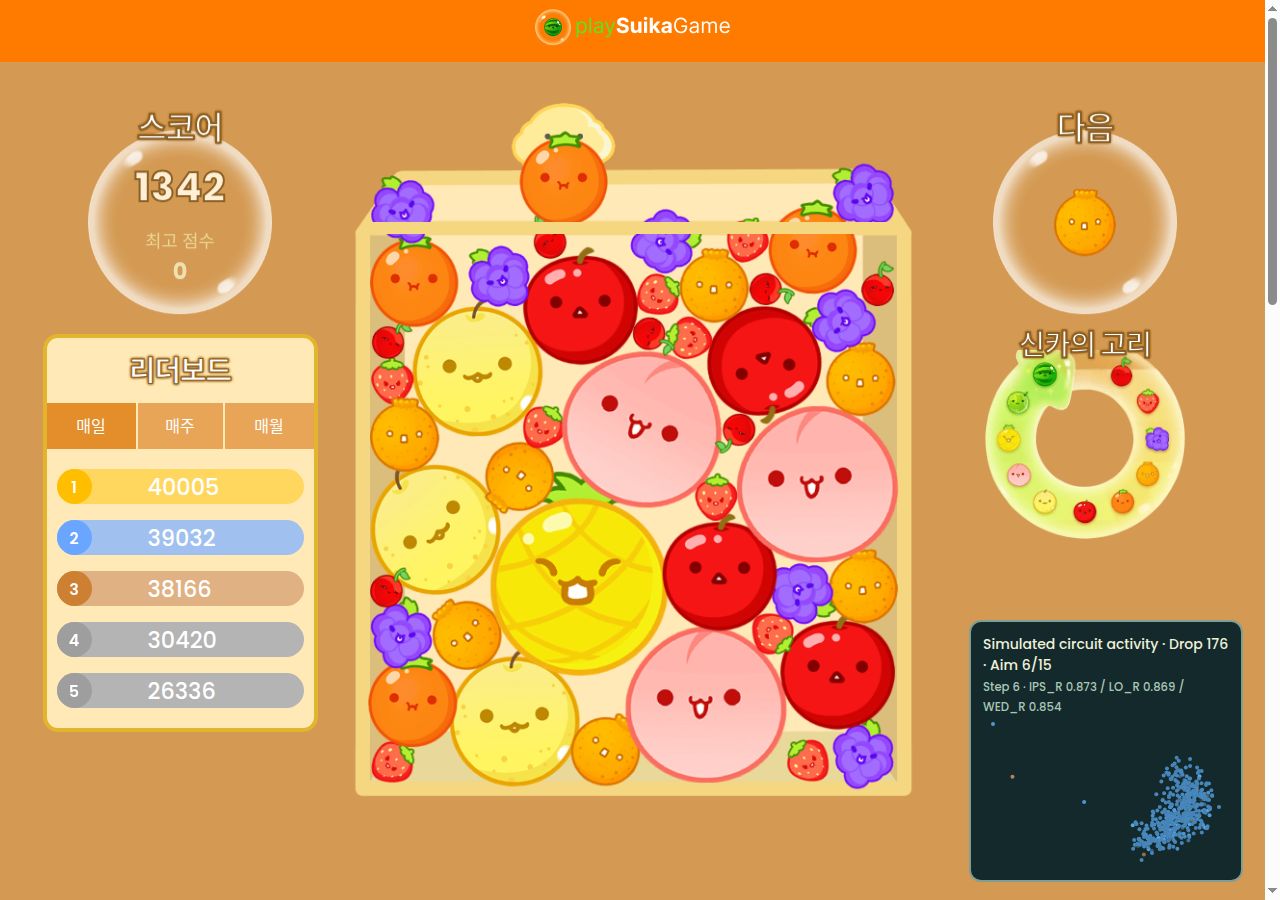 playSuikaGame
스코어
1342
최고 점수
0
리더보드
매일 매주 매월
1 40005
2 39032
3 38166
4 30420
5 26336
다음
신카의 고리
Simulated circuit activity · Drop 176
· Aim 6/15
Step 6 · IPS_R 0.873 / LO_R 0.869 /
WED_R 0.854